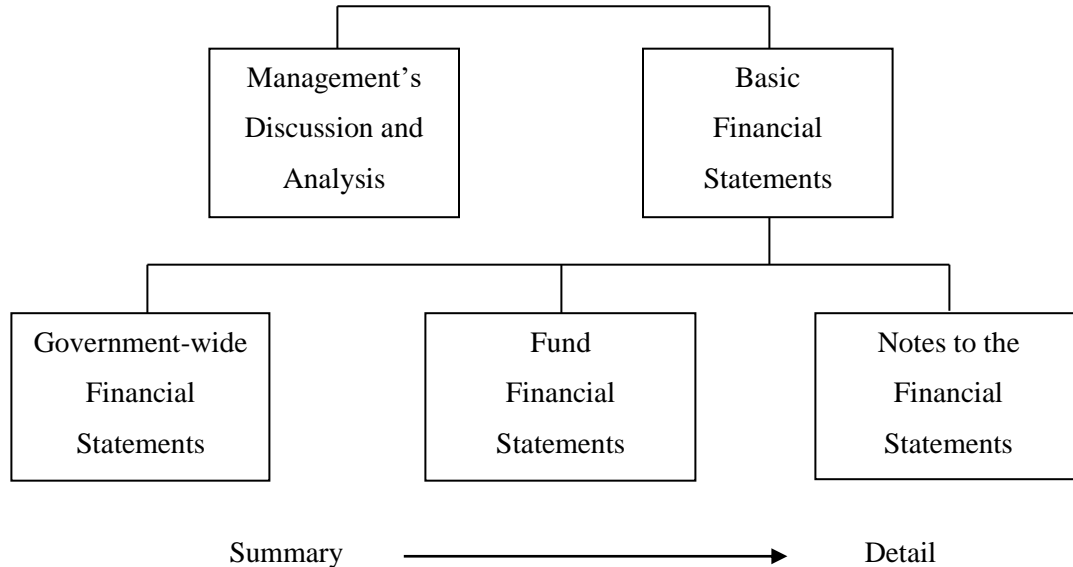 Management’s
Discussion and
Analysis
Basic
Financial
Statements
Government-wide
Financial
Statements
Fund
Financial
Statements
Notes to the
Financial
Statements
Summary
Detail